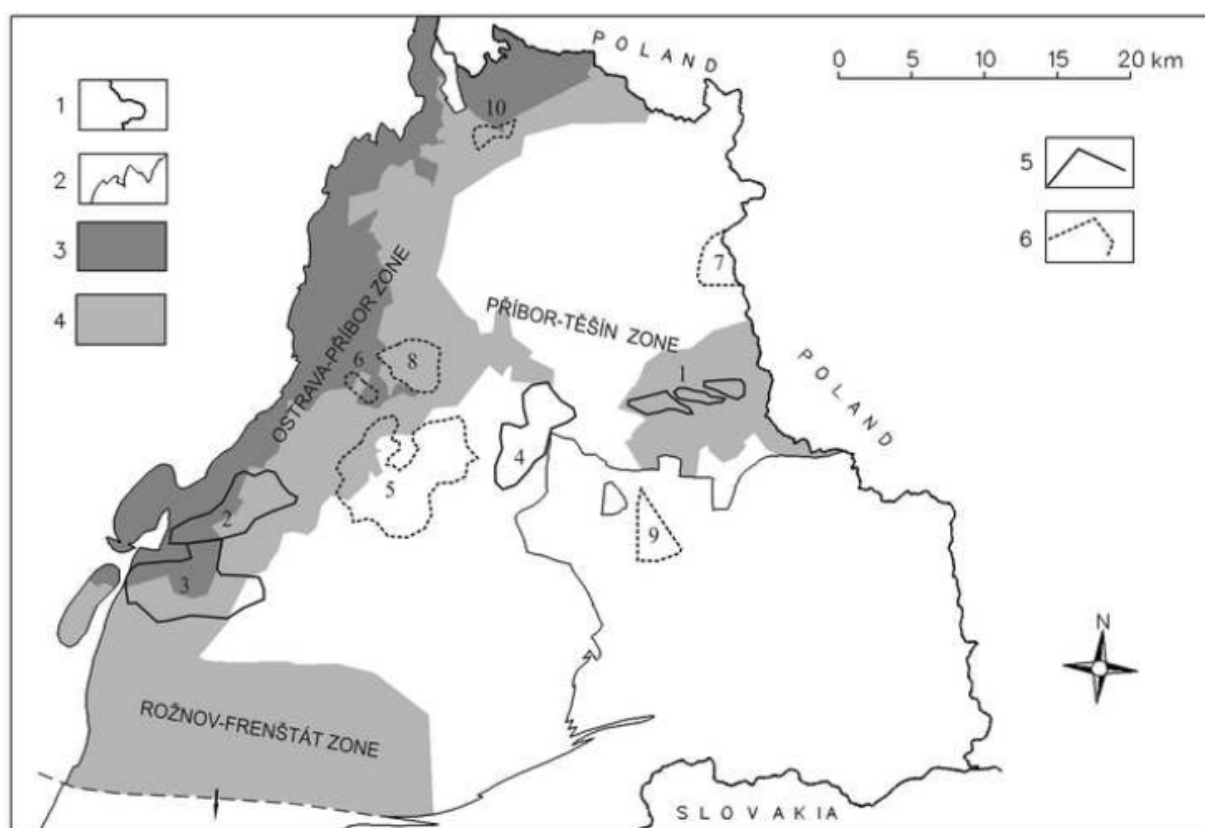 POLAND
0 5 10 15 20 km
1
2
3
4
5
6
10
7
OSTRAVA-PŘÍBOR ZONE
PŘÍBOR-TĚŠÍN ZONE
POLAND
6
8
1
4
5
2
9
3
N
ROŽNOV-FRENŠTÁT ZONE
SLOVAKIA